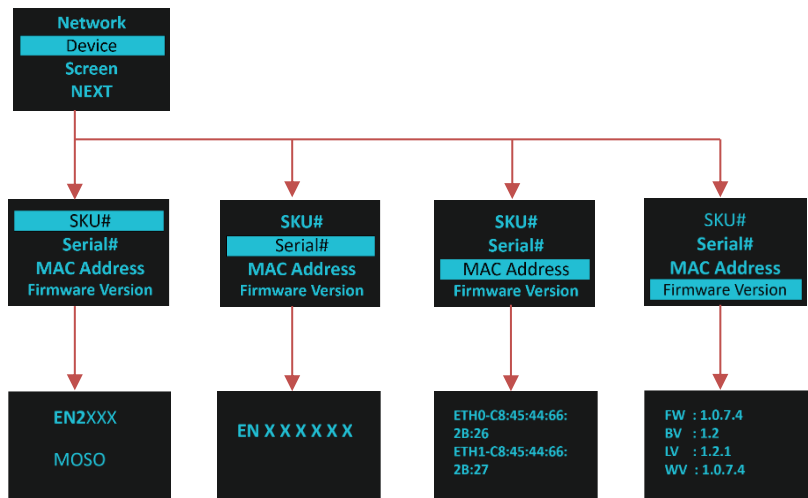 Network
Device
Screen
NEXT
SKU#
Serial#
MAC Address
Firmware Version
SKU#
Serial#
MAC Address
Firmware Version
SKU#
Serial#
MAC Address
Firmware Version
SKU#
Serial#
MAC Address
Firmware Version
EN2XXX
MOSO
EN X X X X X X
ETH0-C8:45:44:66:
2B:26
ETH1-C8:45:44:66:
2B:27
FW : 1.0.7.4
BV : 1.2
LV : 1.2.1
WV : 1.0.7.4